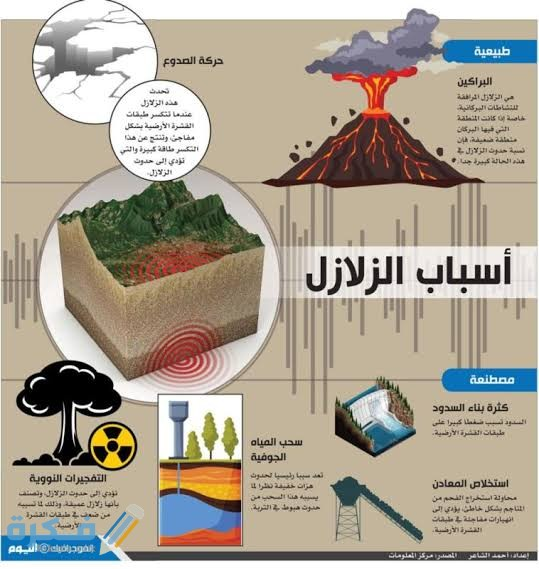 طبيعية
البراكين
هي الزلازل المرافقة
للنشاطات البركانية،
خاصة إذا كانت المنطقة
التي فيها البركان
منطقة ضعيفة، فإن
نسبة حدوث الزلازل في
هذه الحالة كبيرة جداً.
حركة الصدوع
تحدث
هذه الزلازل
عندما تتكسر طبقات
القشرة الأرضية بشكل
مفاجئ، وتنتج عن هذا
التكسر طاقة كبيرة والتي
تؤدي إلى حدوث
الزلازل.
أسباب الزلازل
مصطنعة
كثرة بناء السدود
السدود تسبب ضغطا كبيرا على
طبقات القشرة الأرضية.
استخلاص المعادن
محاولة استخراج الفحم من
المناجم بشكل خاطئ، يؤدي إلى
انهيارات مفاجئة في طبقات
القشرة الأرضية.
سحب المياه
الجوفية
تعد سببا رئيسيا لحدوث
هزات خفيفة نظرا لما
يسببه هذا السحب من
حدوث هبوط في التربة.
التفجيرات النووية
تؤدي إلى حدوث الزلازل، وتصنف
بأنها زلازل عميقة، وذلك لما تسببه
من ضعف في طبقات القشرة
الأرضية.
إعداد: أحمد الشاعر المصدر: مركز المعلومات
إنفوجرافيك اليوم
فكرة